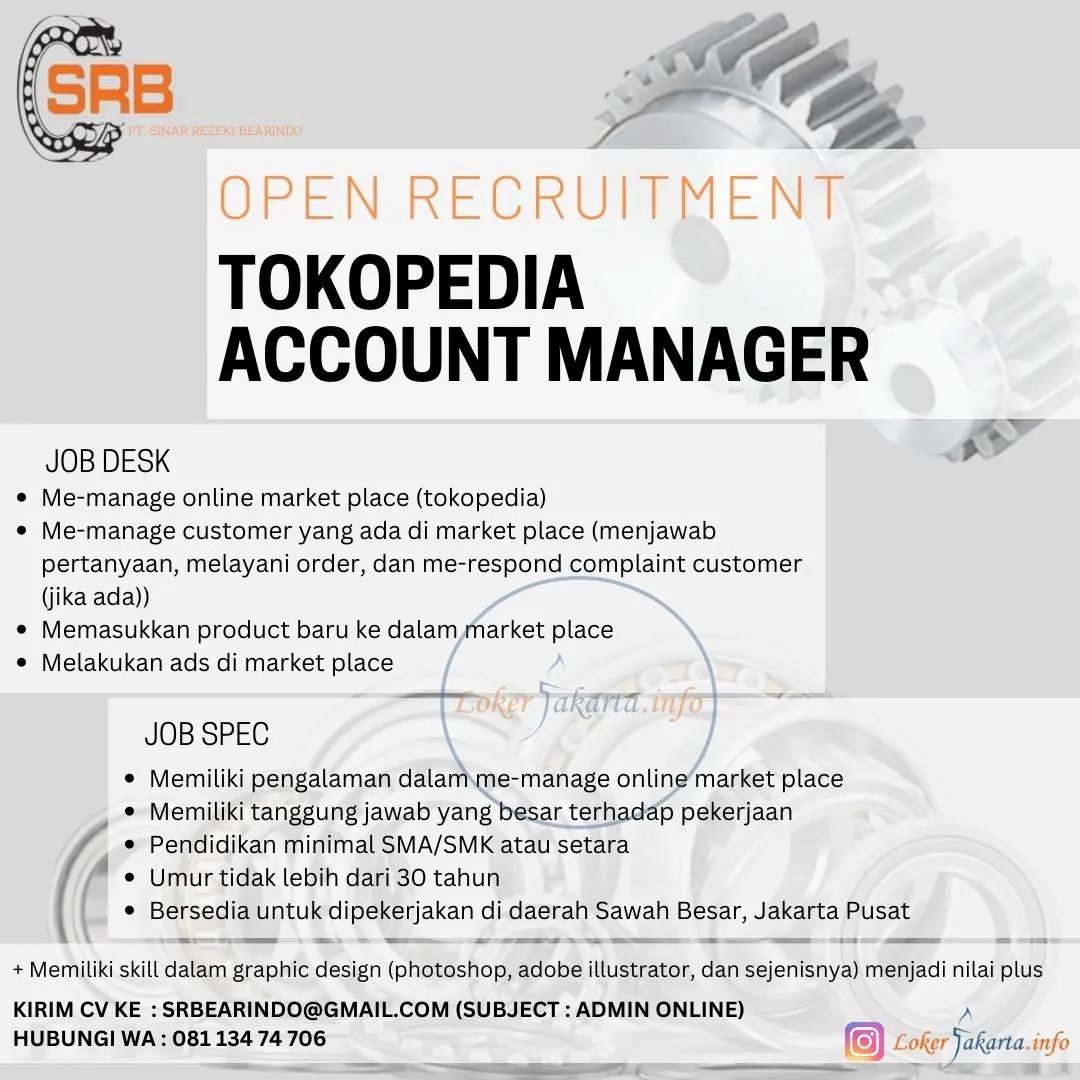 SRB
PT. SINAR REZEKI BEARINDO
OPEN RECRUITMENT
TOKOPEDIA
ACCOUNT MANAGER
JOB DESK
• Me-manage online market place (tokopedia)
• Me-manage customer yang ada di market place (menjawab
pertanyaan, melayani order, dan me-respond complaint customer
(jika ada))
• Memasukkan product baru ke dalam market place
• Melakukan ads di market place
Loker Jakarta.info
JOB SPEC
• Memiliki pengalaman dalam me-manage online market place
• Memiliki tanggung jawab yang besar terhadap pekerjaan
• Pendidikan minimal SMA/SMK atau setara
• Umur tidak lebih dari 30 tahun
• Bersedia untuk dipekerjakan di daerah Sawah Besar, Jakarta Pusat
+ Memiliki skill dalam graphic design (photoshop, adobe illustrator, dan sejenisnya) menjadi nilai plus
KIRIM CV KE : SRBEARINDO@GMAIL.COM (SUBJECT : ADMIN ONLINE)
HUBUNGI WA : 081 134 74 706
Loker Jakarta.info